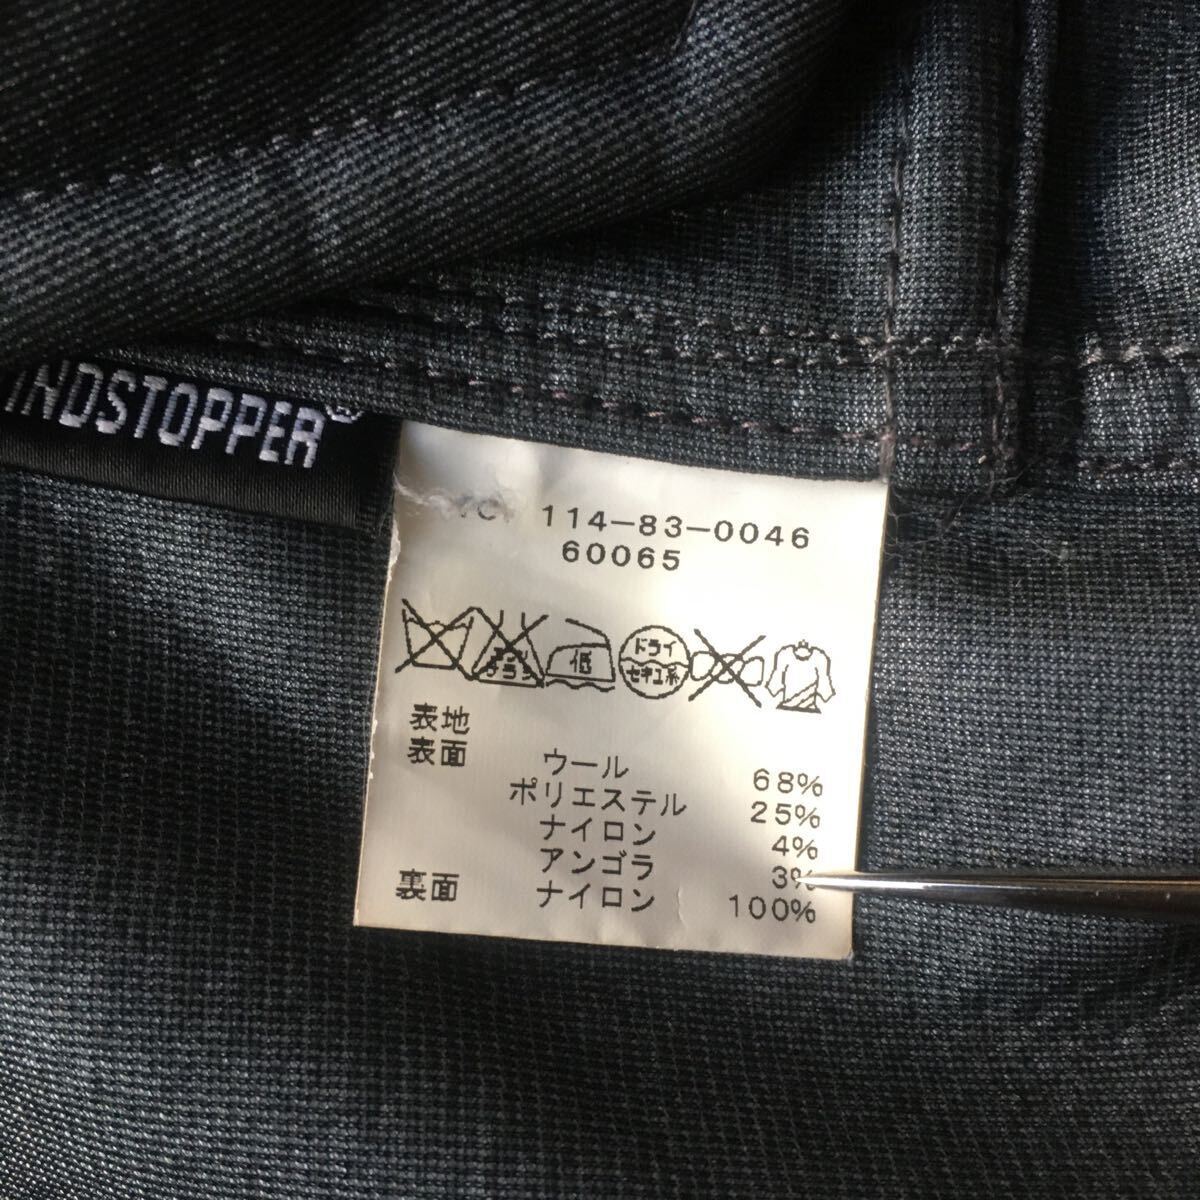 INDSTOPPER®
114-83-0046
60065
低
ドライ
セキユ系
表地
表面 ウール 68%
ポリエステル 25%
ナイロン 4%
アンゴラ 3%
裏面 ナイロン 100%